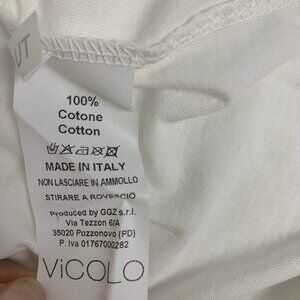 UT
100%
Cotone
Cotton
MADE IN ITALY
NON LASCIARE IN AMMOLLO
STIRARE A ROVESCIO
Produced by GGZ s.r.l.
Via Tezzon 6/A
35020 Pozzonovo (PD)
P. Iva 01767000282
ViCOLO